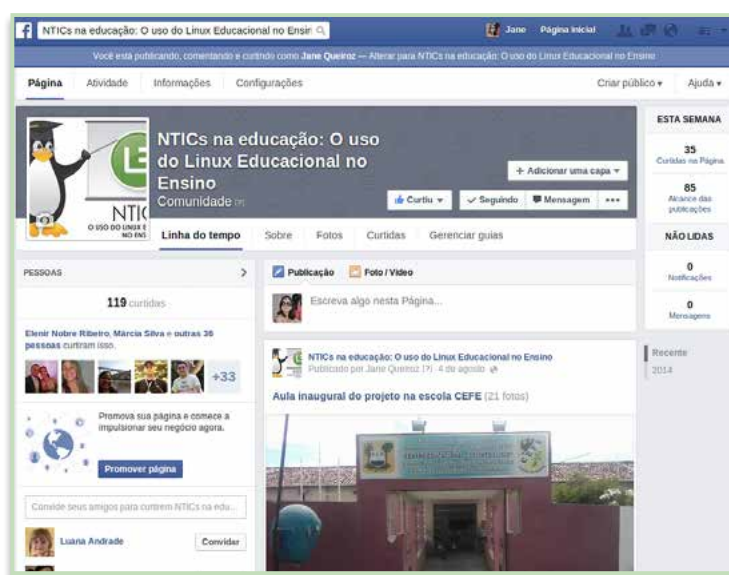 NTICs na educação: O uso do Linux Educacional no Ensin
Jane
Página inicial
Você está publicando, comentando e curtindo como Jane Queiroz — Alterar para NTICs na educação: O uso do Linux Educacional no Ensino
Página
Atividade
Informações
Configurações
Criar público
Ajuda
NTIC
O USO DO LINUX E
NO ENS
NTICs na educação: O uso
do Linux Educacional no
Ensino
Comunidade
+ Adicionar uma capa
Curtiu
Seguindo
Mensagem
Linha do tempo
Sobre
Fotos
Curtidas
Gerenciar guias
ESTA SEMANA
35
Curtidas na Página
85
Alcance das
publicações
NÃO LIDAS
0
Notificações
0
Mensagens
Recente
2014
PESSOAS
119 curtidas
Elenir Nobre Ribeiro, Márcia Silva e outras 36
pessoas curtiram isso.
+33
Promova sua página e comece a
impulsionar seu negócio agora.
Promover página
Convide seus amigos para curtirem NTICs na edu...
Luana Andrade
Convidar
Publicação
Foto / Vídeo
Escreva algo nesta Página...
NTICs na educação: O uso do Linux Educacional no Ensino
Publicado por Jane Queiroz [?] · 4 de agosto
Aula inaugural do projeto na escola CEFE (21 fotos)